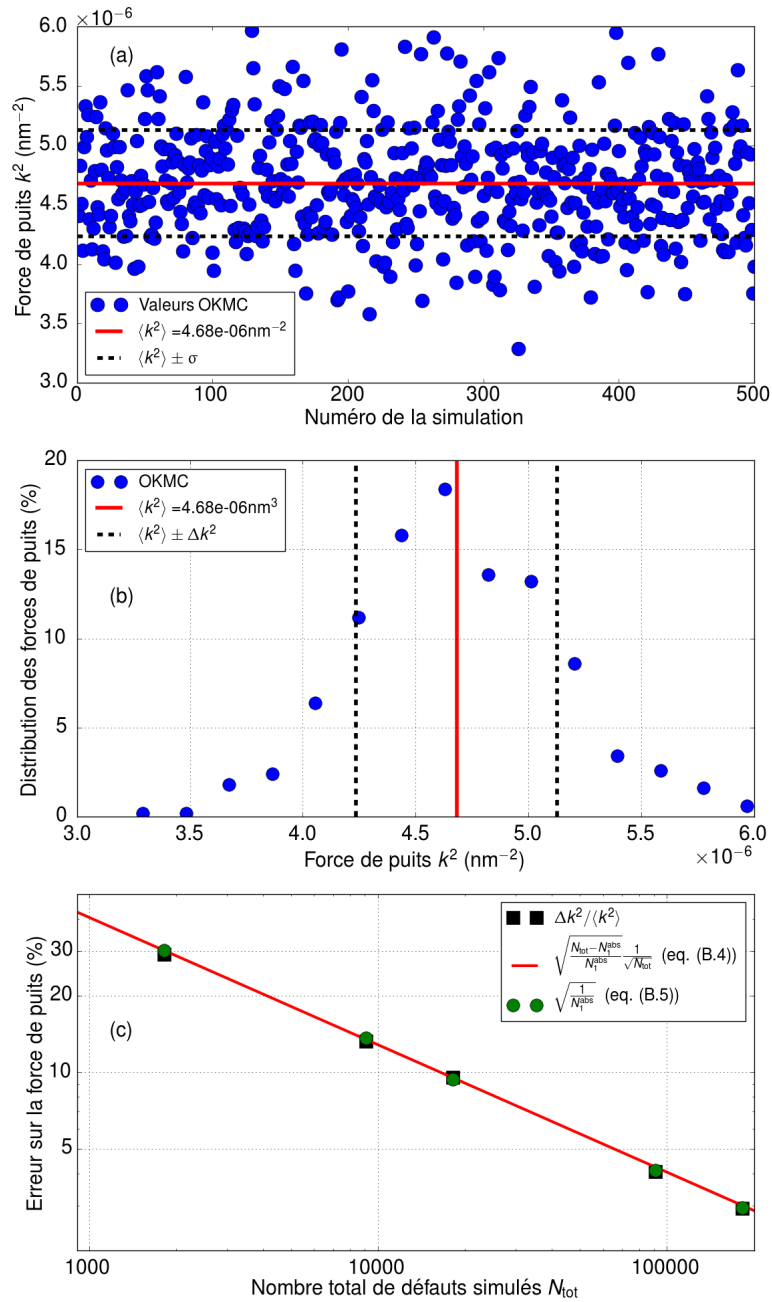 ×10⁻⁶
(a)
Force de puits k² (nm⁻²)
6.0
5.5
5.0
4.5
4.0
3.5
3.0
Valeurs OKMC
⟨k²⟩ =4.68e-06nm⁻²
⟨k²⟩ ± σ
0 100 200 300 400 500
Numéro de la simulation
(b)
Distribution des forces de puits (%)
20
15
10
5
0
OKMC
⟨k²⟩ =4.68e-06nm³
⟨k²⟩ ± Δk²
3.0 3.5 4.0 4.5 5.0 5.5 6.0
Force de puits k² (nm⁻²)
×10⁻⁶
(c)
Erreur sur la force de puits (%)
30
20
10
5
Δk²/⟨k²⟩
√((N_tot−N₁^abs)/N₁^abs) 1/√N_tot (eq. (B.4))
√(1/N₁^abs) (eq. (B.5))
1000 10000 100000
Nombre total de défauts simulés N_tot